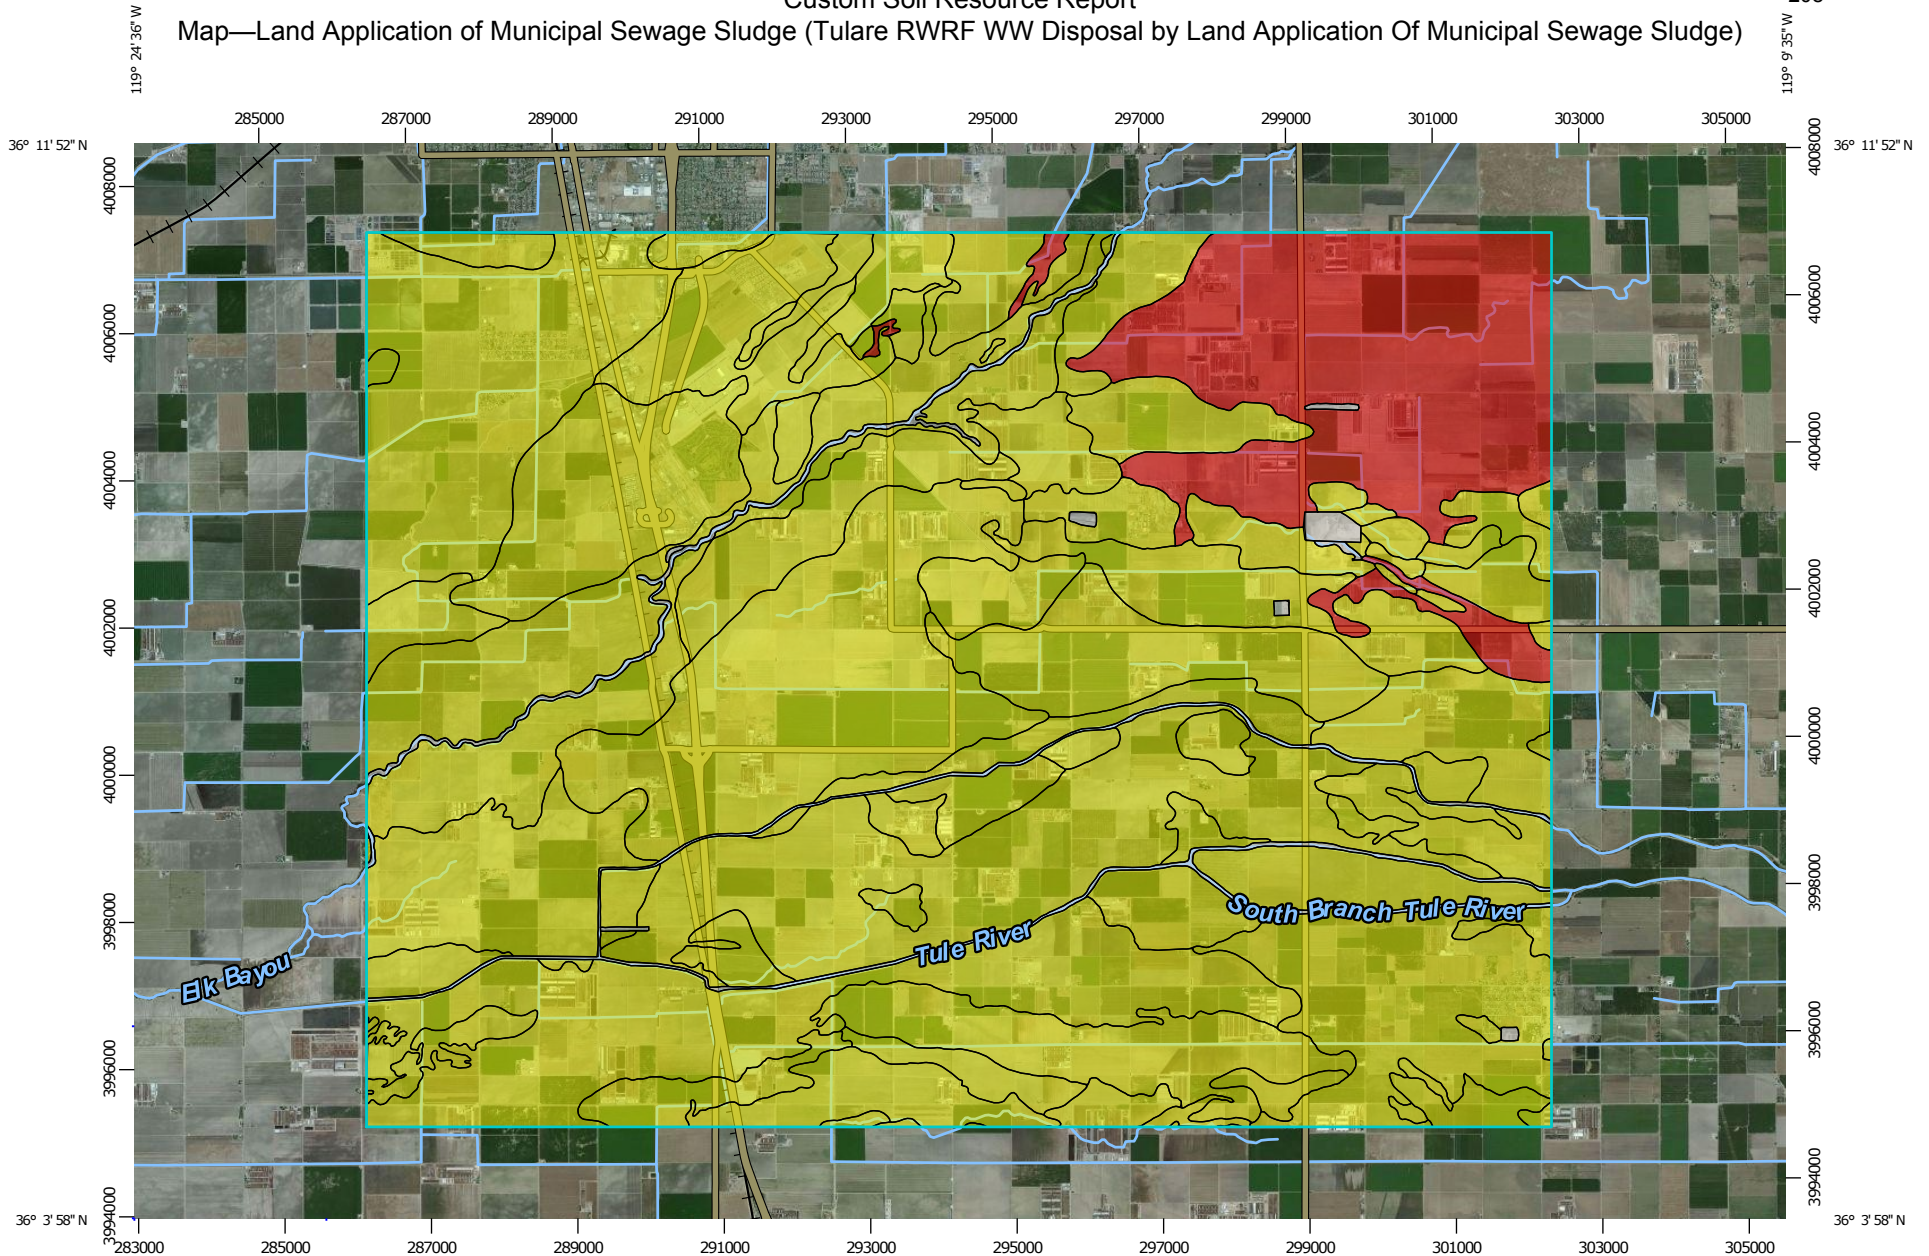 Custom Soil Resource Report
Map—Land Application of Municipal Sewage Sludge (Tulare RWRF WW Disposal by Land Application Of Municipal Sewage Sludge)
119° 24' 36" W
119° 9' 35" W
285000 287000 289000 291000 293000 295000 297000 299000 301000 303000 305000
36° 11' 52" N
36° 11' 52" N
4008000
4008000
4006000
4006000
4004000
4004000
4002000
4002000
4000000
4000000
3998000
3998000
3996000
3996000
3994000
3994000
South Branch Tule River
Tule River
Elk Bayou
36° 3' 58" N
36° 3' 58" N
283000 285000 287000 289000 291000 293000 295000 297000 299000 301000 303000 305000